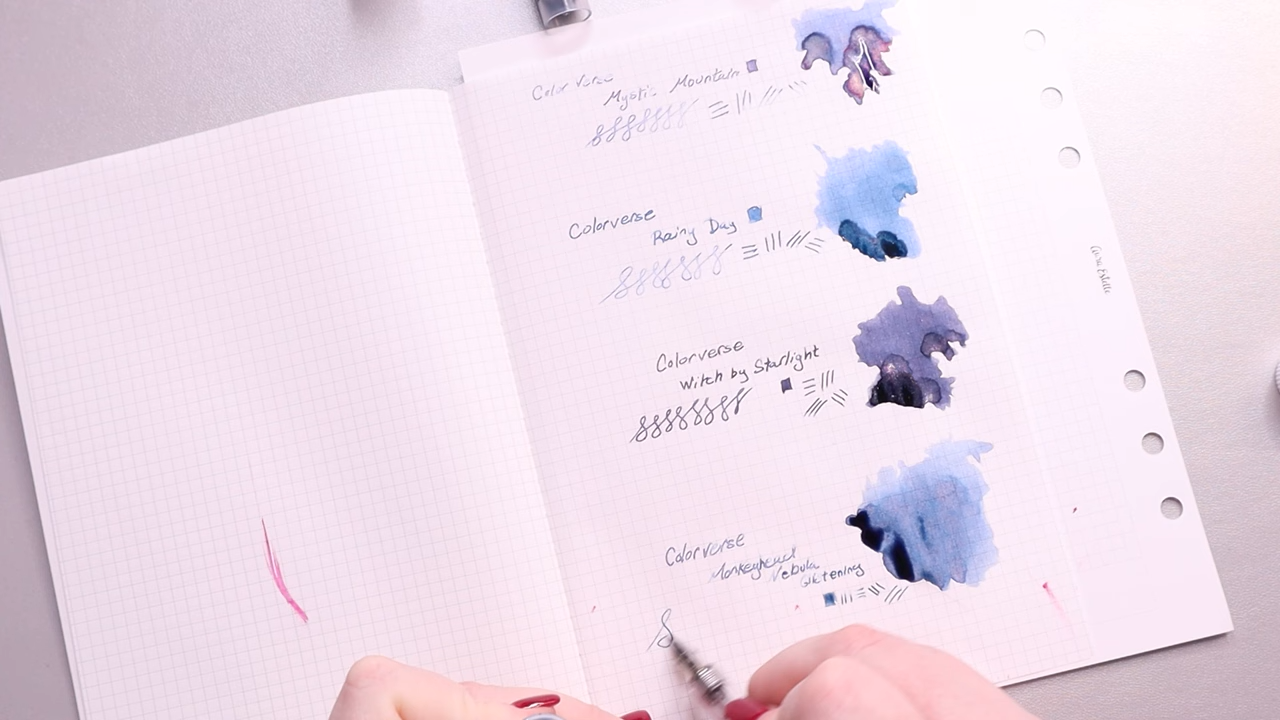 Color Verse
Mystic Mountain
Colorverse
Rainy Day
Colorverse
Witch by Starlight
Colorverse
Monkeyhead
Nebula
Glistening